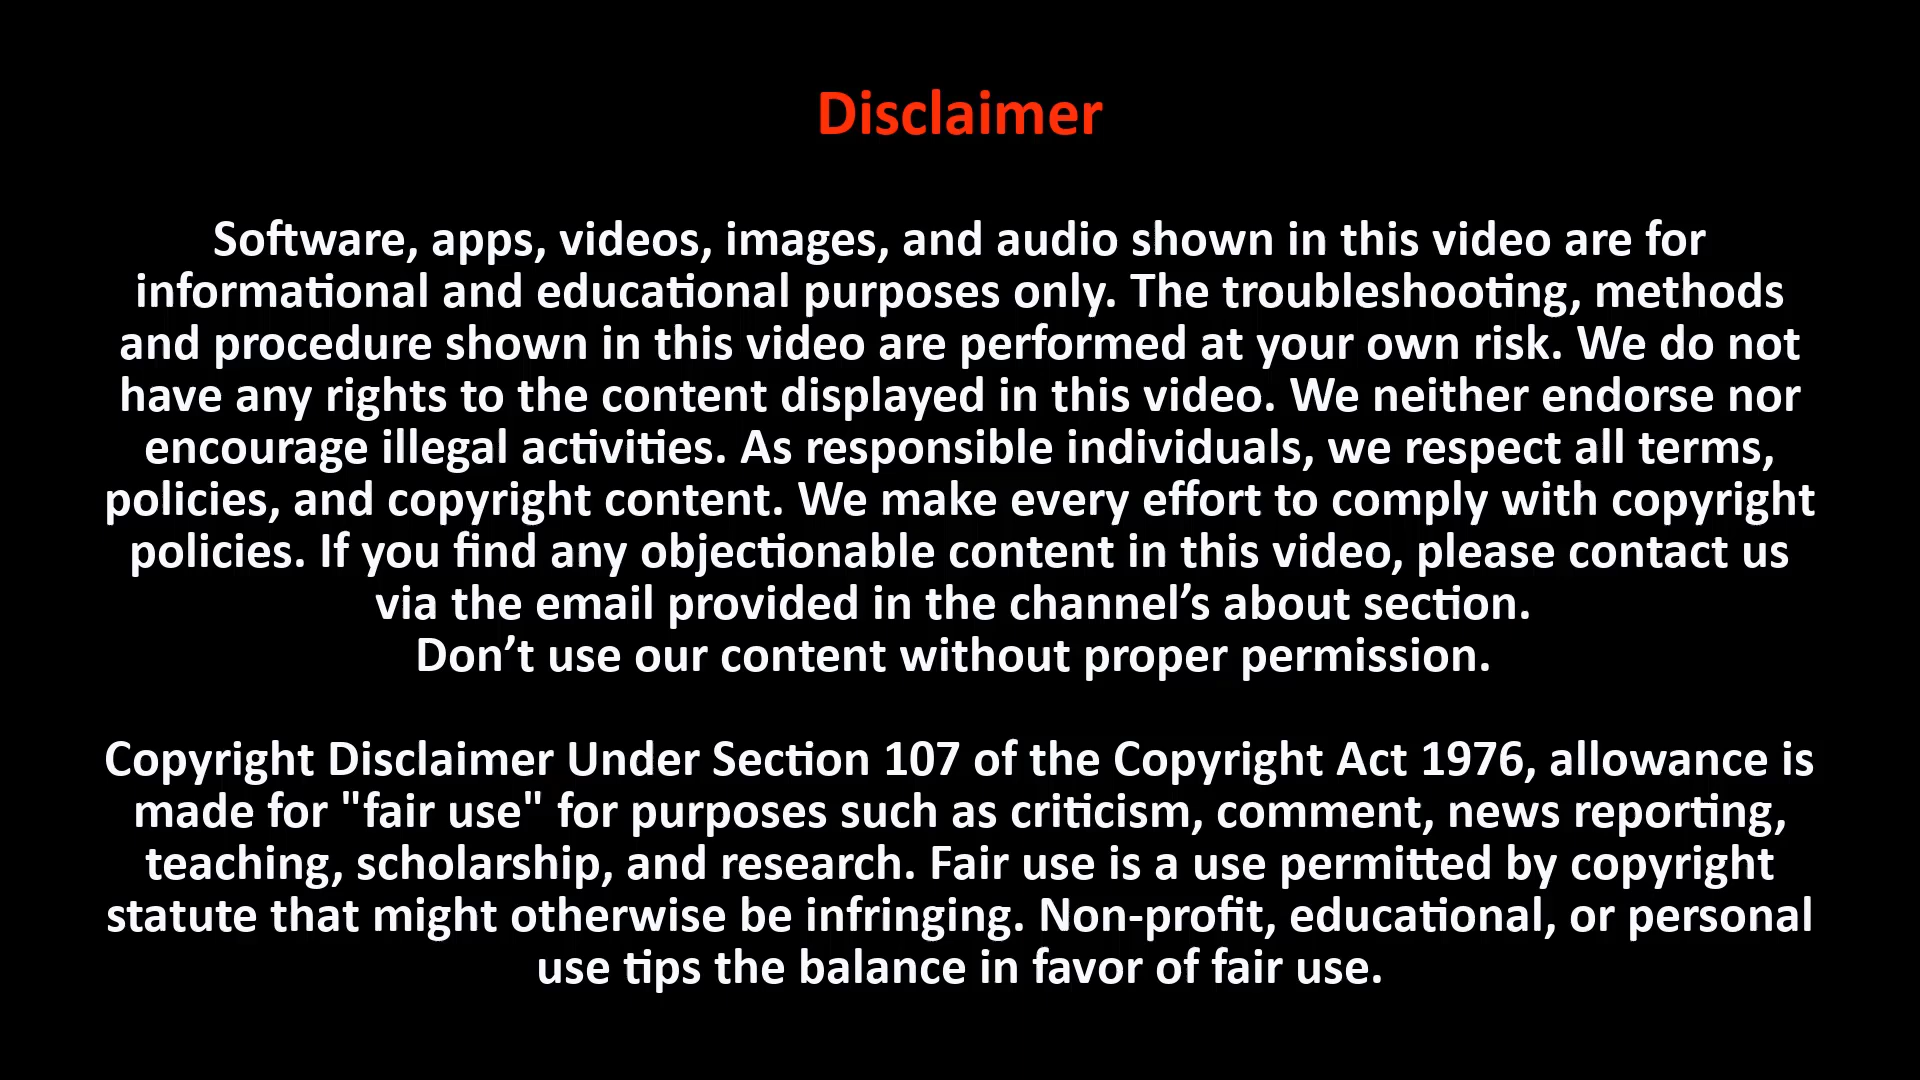 Disclaimer
Software, apps, videos, images, and audio shown in this video are for
informational and educational purposes only. The troubleshooting, methods
and procedure shown in this video are performed at your own risk. We do not
have any rights to the content displayed in this video. We neither endorse nor
encourage illegal activities. As responsible individuals, we respect all terms,
policies, and copyright content. We make every effort to comply with copyright
policies. If you find any objectionable content in this video, please contact us
via the email provided in the channel’s about section.
Don’t use our content without proper permission.
Copyright Disclaimer Under Section 107 of the Copyright Act 1976, allowance is
made for "fair use" for purposes such as criticism, comment, news reporting,
teaching, scholarship, and research. Fair use is a use permitted by copyright
statute that might otherwise be infringing. Non-profit, educational, or personal
use tips the balance in favor of fair use.